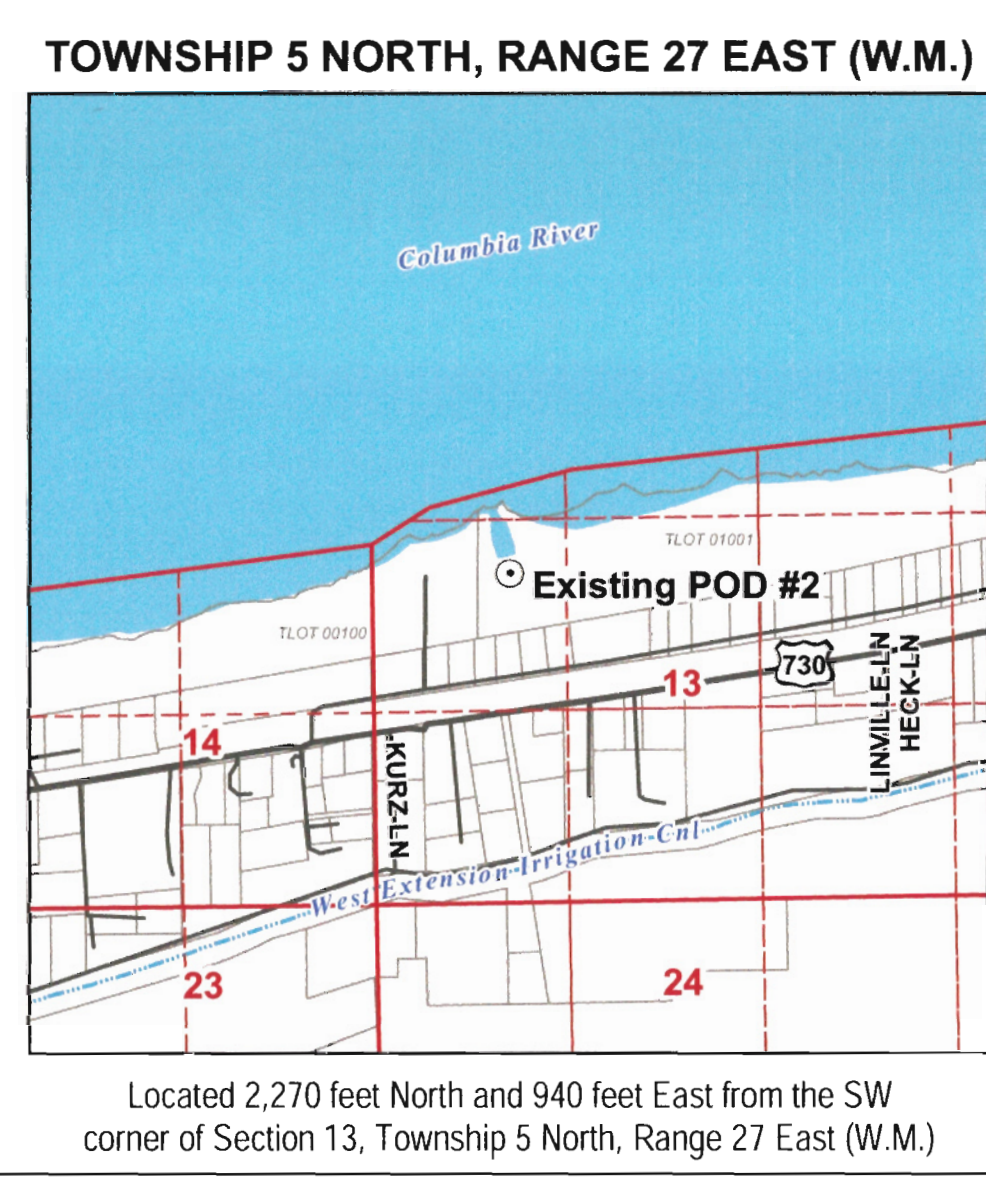 TOWNSHIP 5 NORTH, RANGE 27 EAST (W.M.)
Columbia River
TLOT 01001
Existing POD #2
TLOT 00100
730
13
LINVILLE-LN
HECK-LN
14
KURZ-LN
West Extension Irrigation Cnl
23
24
Located 2,270 feet North and 940 feet East from the SW
corner of Section 13, Township 5 North, Range 27 East (W.M.)